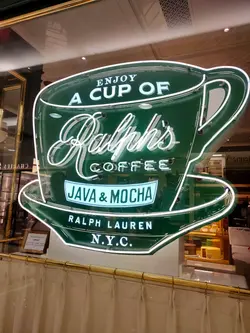 ENJOY
A CUP OF
Ralph's
COFFEE
JAVA & MOCHA
RALPH LAUREN
N.Y.C.